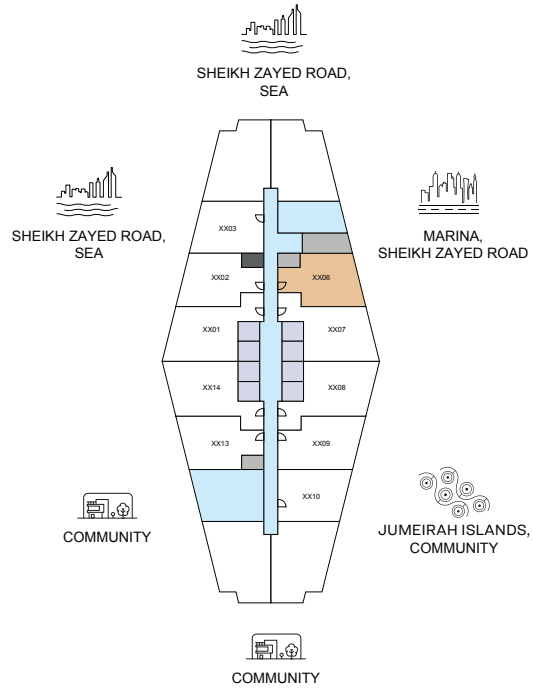 SHEIKH ZAYED ROAD,
SEA
SHEIKH ZAYED ROAD,
SEA
MARINA,
SHEIKH ZAYED ROAD
XX03
XX02
XX06
XX01
XX07
XX14
XX08
XX13
XX09
XX10
COMMUNITY
JUMEIRAH ISLANDS,
COMMUNITY
COMMUNITY